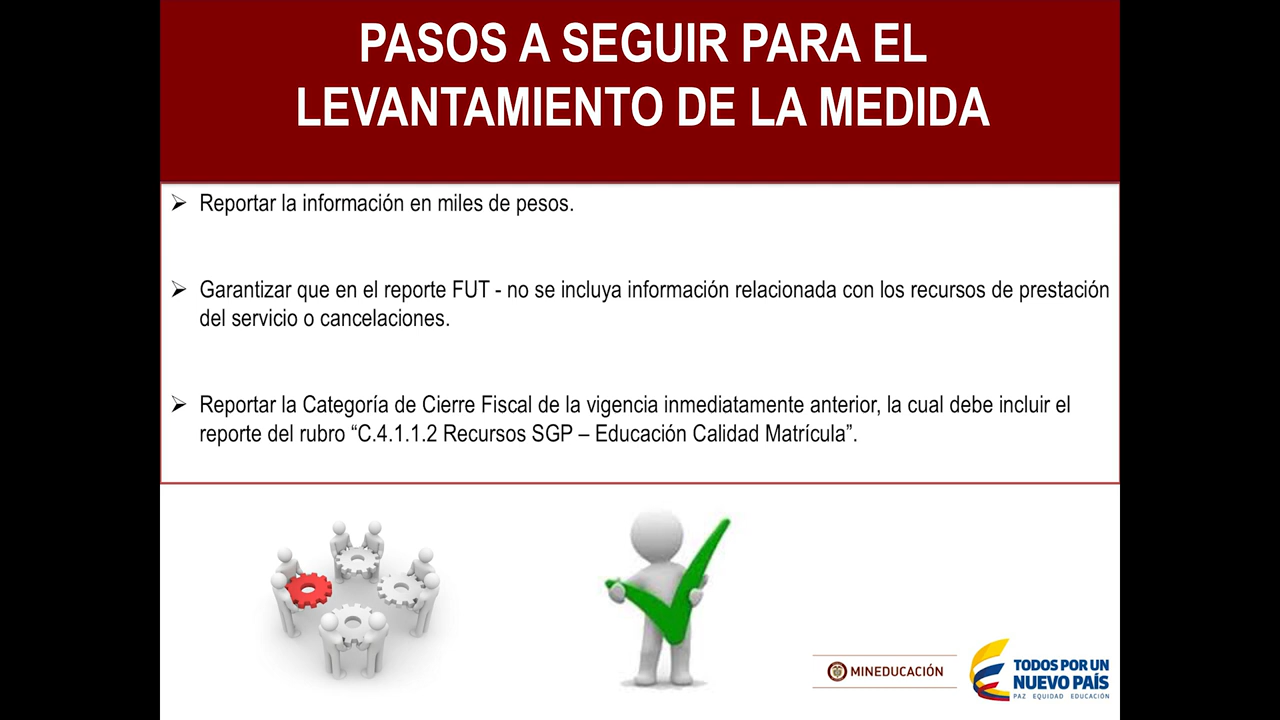 PASOS A SEGUIR PARA EL
LEVANTAMIENTO DE LA MEDIDA
➢ Reportar la información en miles de pesos.
➢ Garantizar que en el reporte FUT - no se incluya información relacionada con los recursos de prestación
del servicio o cancelaciones.
➢ Reportar la Categoría de Cierre Fiscal de la vigencia inmediatamente anterior, la cual debe incluir el
reporte del rubro “C.4.1.1.2 Recursos SGP – Educación Calidad Matrícula”.
MINEDUCACIÓN
TODOS POR UN
NUEVO PAÍS
PAZ EQUIDAD EDUCACIÓN